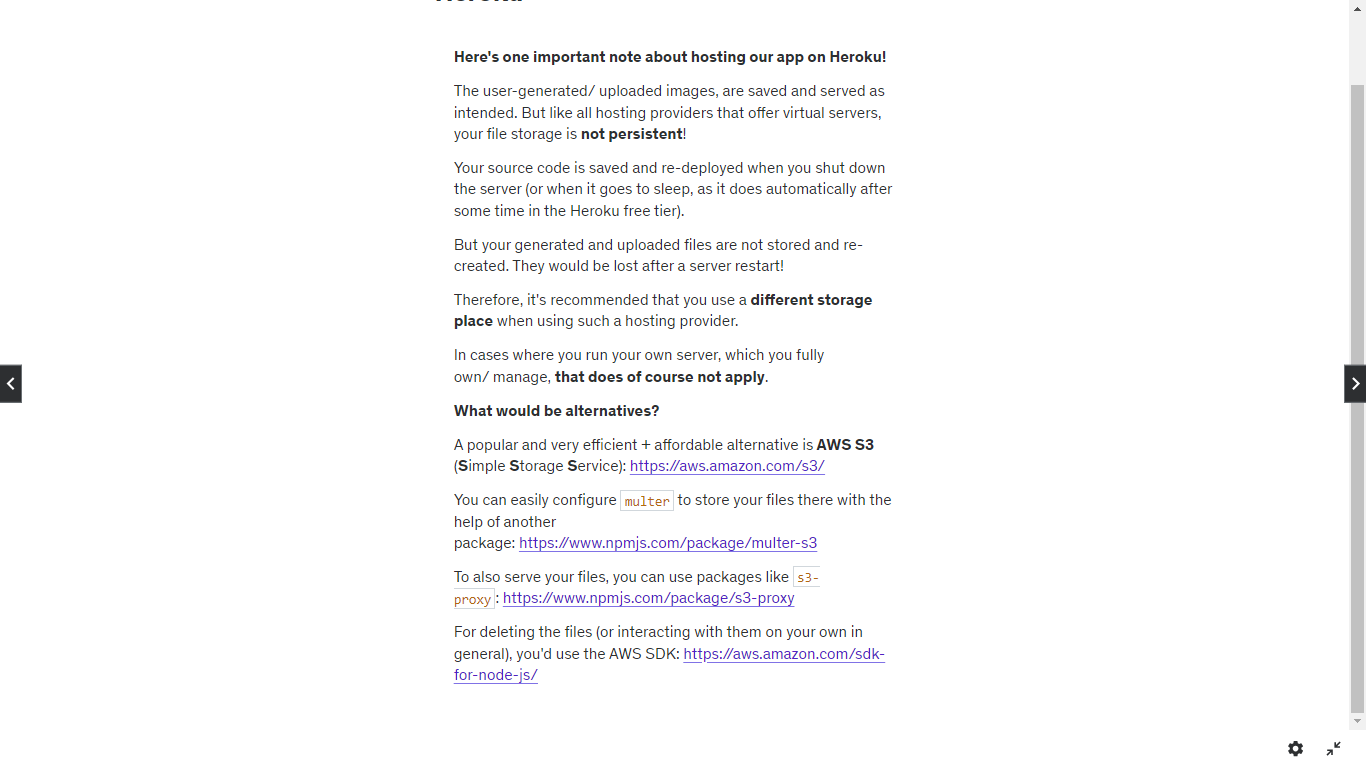 Here's one important note about hosting our app on Heroku!
The user-generated/ uploaded images, are saved and served as
intended. But like all hosting providers that offer virtual servers,
your file storage is not persistent!
Your source code is saved and re-deployed when you shut down
the server (or when it goes to sleep, as it does automatically after
some time in the Heroku free tier).
But your generated and uploaded files are not stored and re-
created. They would be lost after a server restart!
Therefore, it's recommended that you use a different storage
place when using such a hosting provider.
In cases where you run your own server, which you fully
own/ manage, that does of course not apply.
What would be alternatives?
A popular and very efficient + affordable alternative is AWS S3
(Simple Storage Service): https://aws.amazon.com/s3/
You can easily configure multer to store your files there with the
help of another
package: https://www.npmjs.com/package/multer-s3
To also serve your files, you can use packages like s3-
proxy: https://www.npmjs.com/package/s3-proxy
For deleting the files (or interacting with them on your own in
general), you'd use the AWS SDK: https://aws.amazon.com/sdk-
for-node-js/